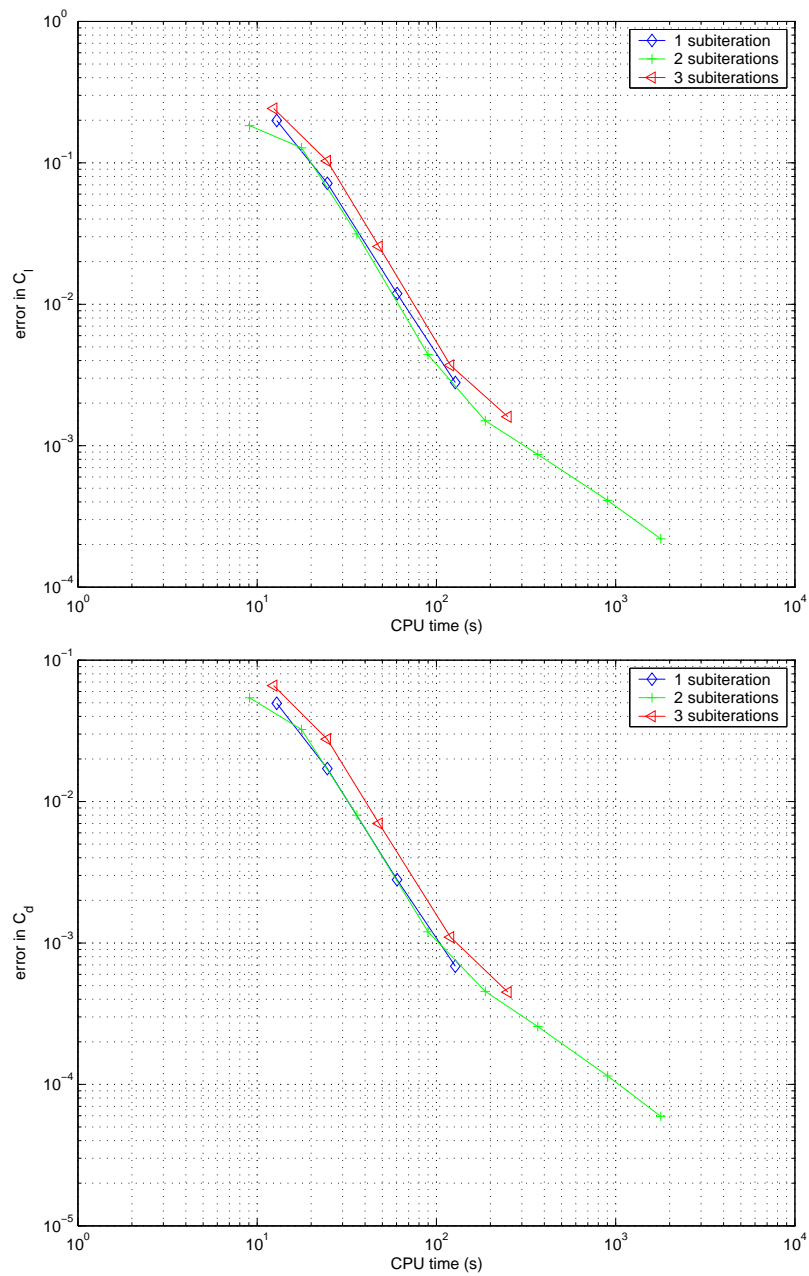 10^0
10^-1
10^-2
10^-3
10^-4
error in C_l
10^0
10^1
10^2
10^3
10^4
CPU time (s)
1 subiteration
2 subiterations
3 subiterations
10^-1
10^-2
10^-3
10^-4
10^-5
error in C_d
10^0
10^1
10^2
10^3
10^4
CPU time (s)
1 subiteration
2 subiterations
3 subiterations